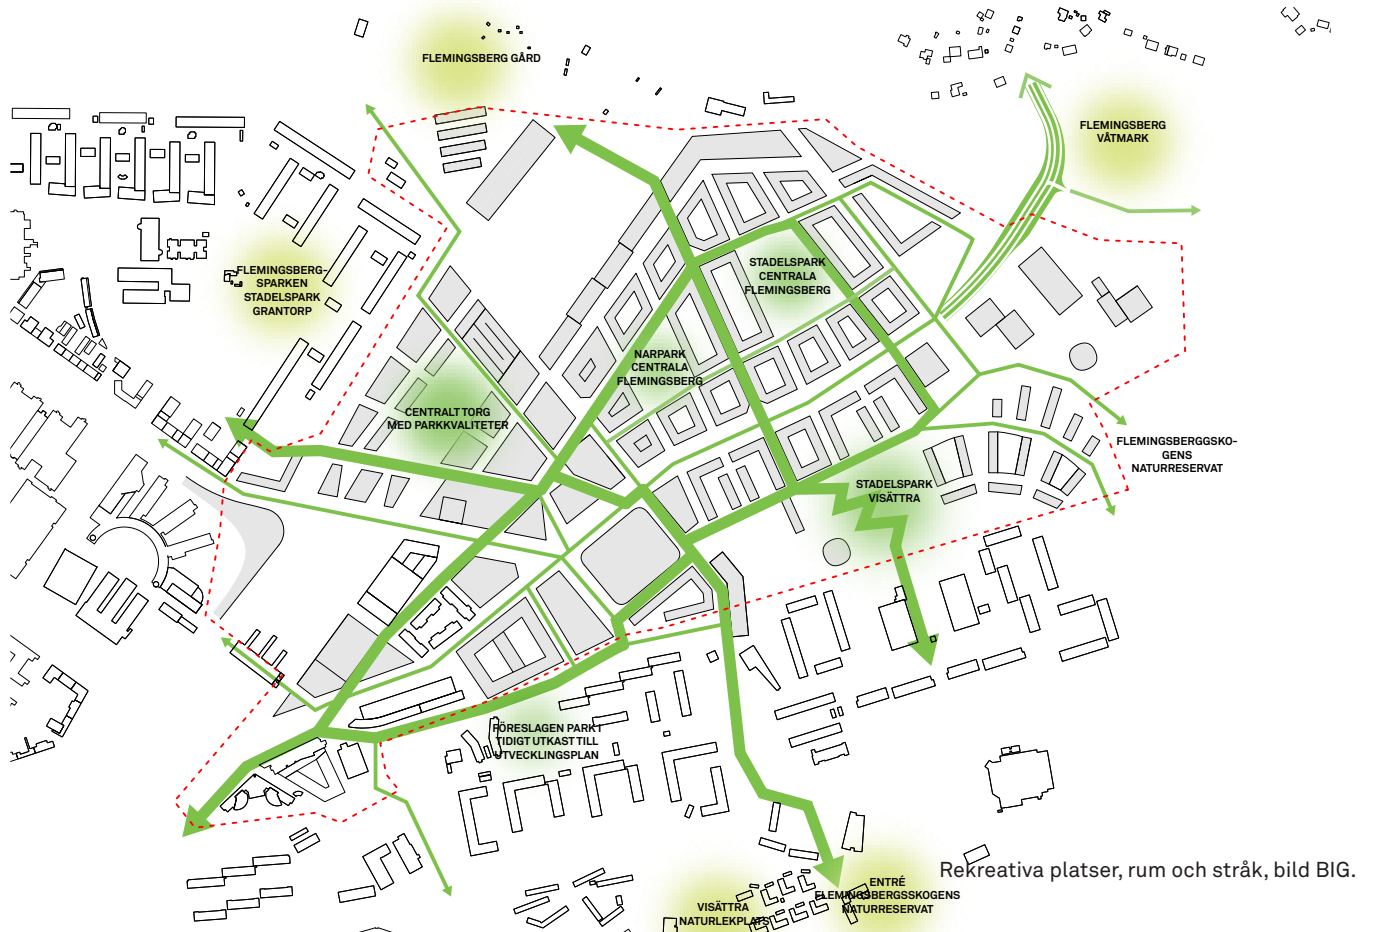 FLEMINGSBERG GÅRD
FLEMINGSBERG
VÅTMARK
FLEMINGSBERG-
SPARKEN
STADELSPARK
GRANTORP
STADELSPARK
CENTRALA
FLEMINGSBERG
NARPARK
CENTRALA
FLEMINGSBERG
CENTRALT TORG
MED PARKKVALITETER
FLEMINGSBERGGSKO-
GENS
NATURRESERVAT
STADELSPARK
VISÄTTRA
FÖRESLAGEN PARK I
TIDIGT UTKAST TILL
UTVECKLINGSPLAN
Rekreativa platser, rum och stråk, bild BIG.
ENTRÉ
FLEMINGSBERGSSKOGENS
NATURRESERVAT
VISÄTTRA
NATURLEKPLATS